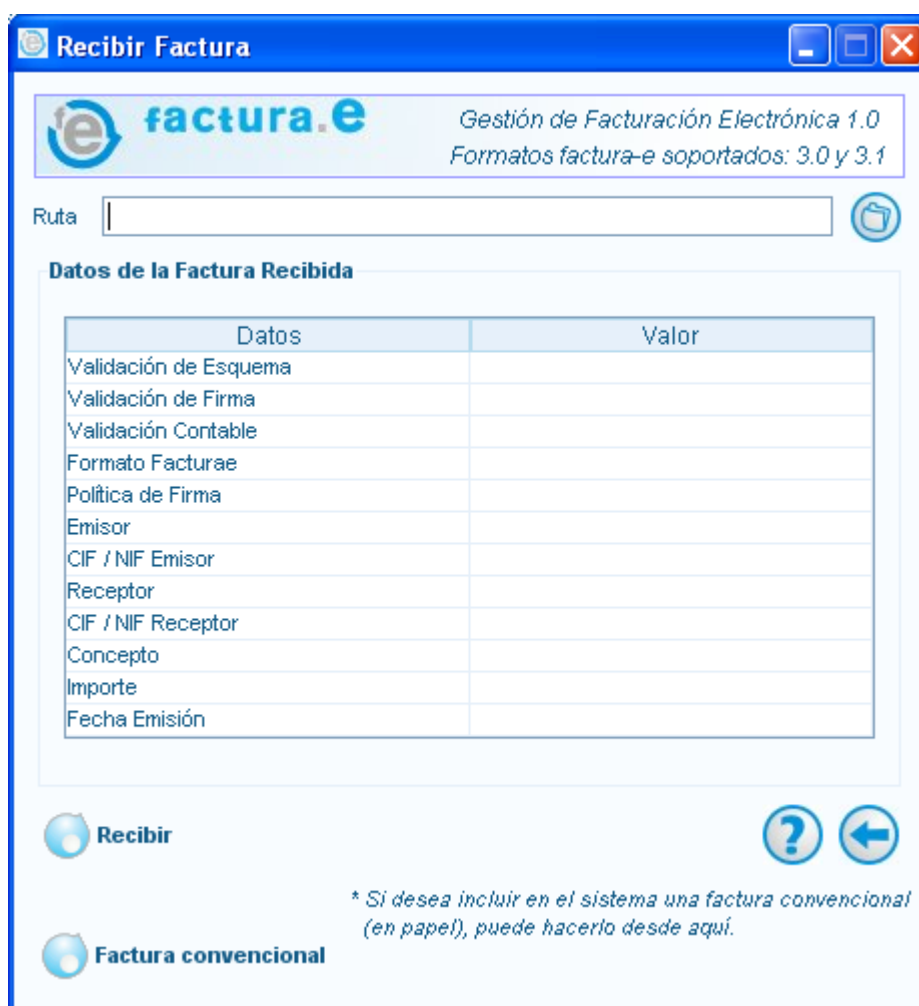 Recibir Factura
factura.e
Gestión de Facturación Electrónica 1.0
Formatos factura-e soportados: 3.0 y 3.1
Ruta
Datos de la Factura Recibida
Datos Valor
Validación de Esquema
Validación de Firma
Validación Contable
Formato Facturae
Política de Firma
Emisor
CIF / NIF Emisor
Receptor
CIF / NIF Receptor
Concepto
Importe
Fecha Emisión
Recibir
* Si desea incluir en el sistema una factura convencional
(en papel), puede hacerlo desde aquí.
Factura convencional